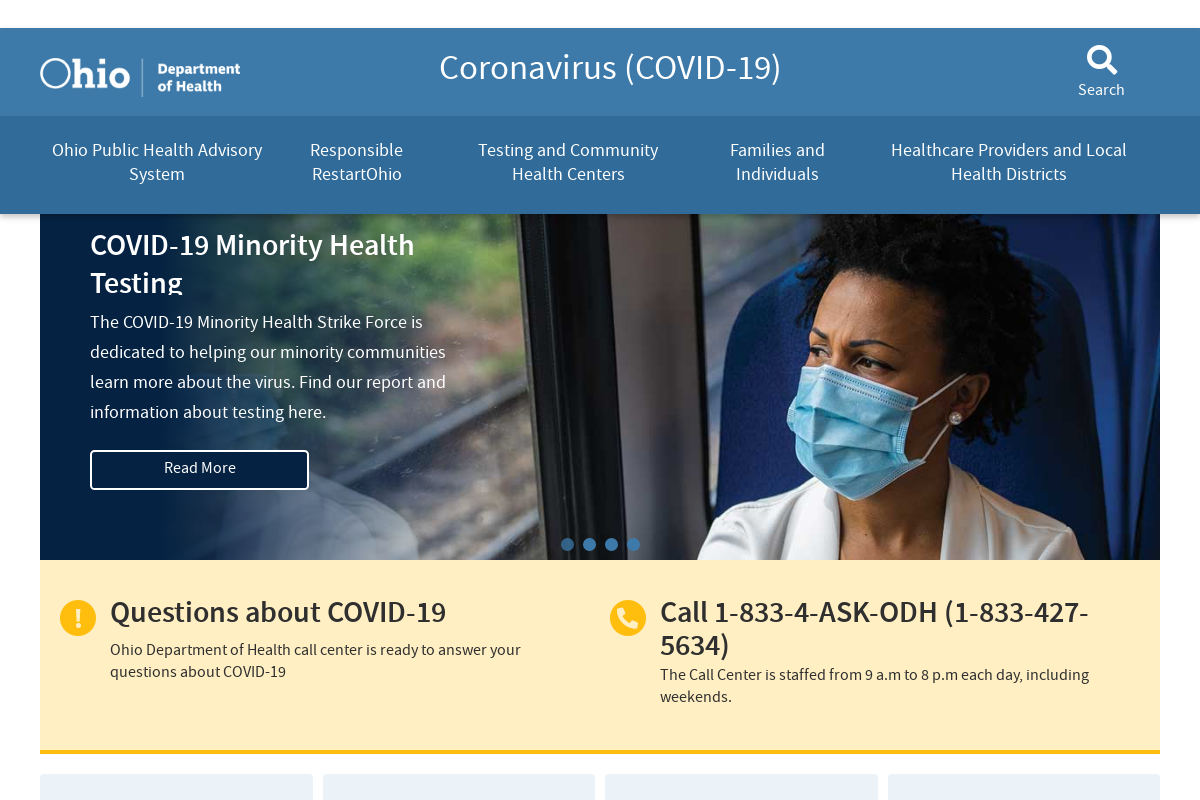 Ohio
Department
of Health
Coronavirus (COVID-19)
Search
Ohio Public Health Advisory
System
Responsible
RestartOhio
Testing and Community
Health Centers
Families and
Individuals
Healthcare Providers and Local
Health Districts
COVID-19 Minority Health
Testing
The COVID-19 Minority Health Strike Force is
dedicated to helping our minority communities
learn more about the virus. Find our report and
information about testing here.
Read More
Questions about COVID-19
Ohio Department of Health call center is ready to answer your
questions about COVID-19
Call 1-833-4-ASK-ODH (1-833-427-
5634)
The Call Center is staffed from 9 a.m to 8 p.m each day, including
weekends.